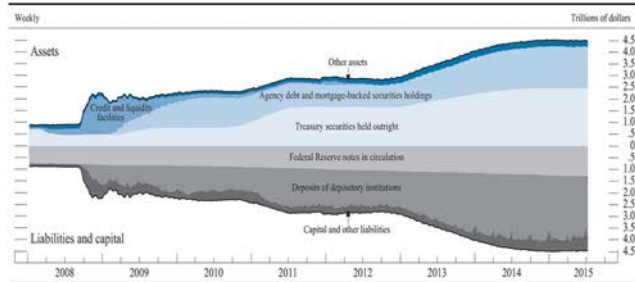 Weekly
Trillions of dollars
Assets
Other assets
Credit and liquidity
facilities
Agency debt and mortgage-backed securities holdings
Treasury securities held outright
Federal Reserve notes in circulation
Deposits of depository institutions
Capital and other liabilities
Liabilities and capital
4.5
4.0
3.5
3.0
2.5
2.0
1.5
1.0
.5
0
.5
1.0
1.5
2.0
2.5
3.0
3.5
4.0
4.5
2008 2009 2010 2011 2012 2013 2014 2015